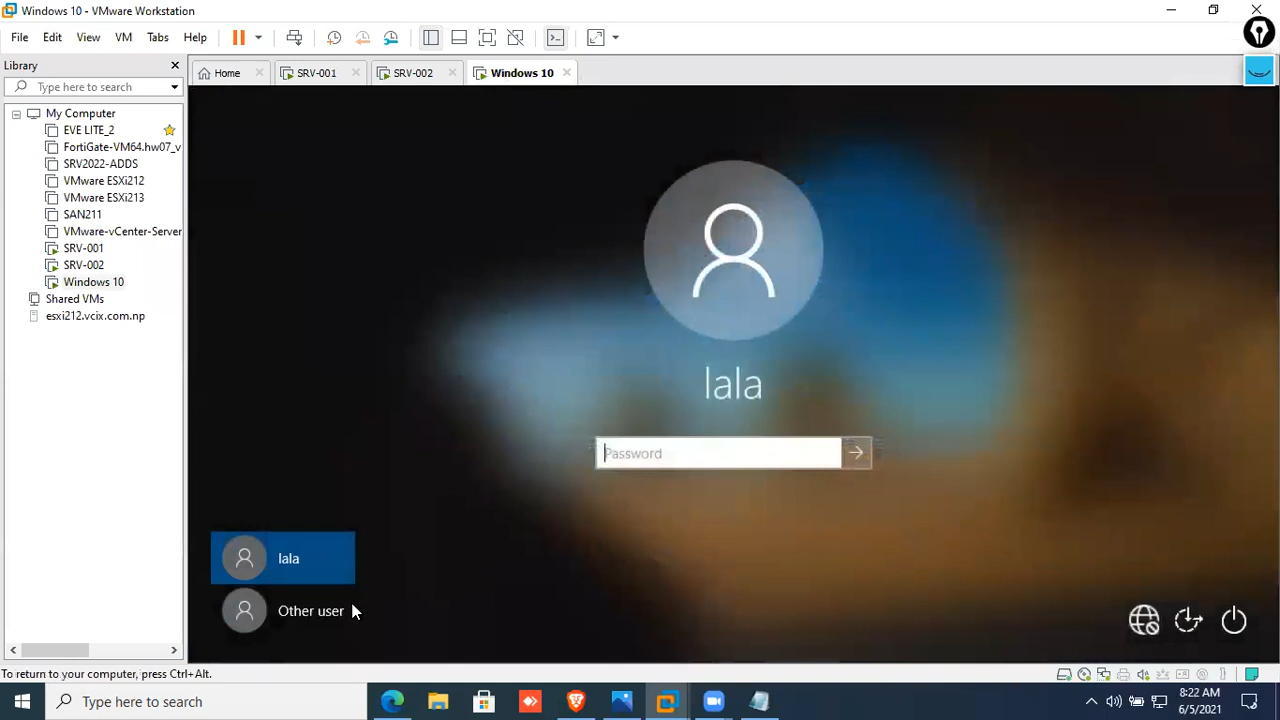 Windows 10 - VMware Workstation
File Edit View VM Tabs Help
Library
Type here to search
Home
SRV-001
SRV-002
Windows 10
My Computer
EVE LITE_2
FortiGate-VM64.hw07_v
SRV2022-ADDS
VMware ESXi212
VMware ESXi213
SAN211
VMware-vCenter-Server
SRV-001
SRV-002
Windows 10
Shared VMs
esxi212.vcix.com.np
lala
Password
lala
Other user
To return to your computer, press Ctrl+Alt.
Type here to search
8:22 AM
6/5/2021